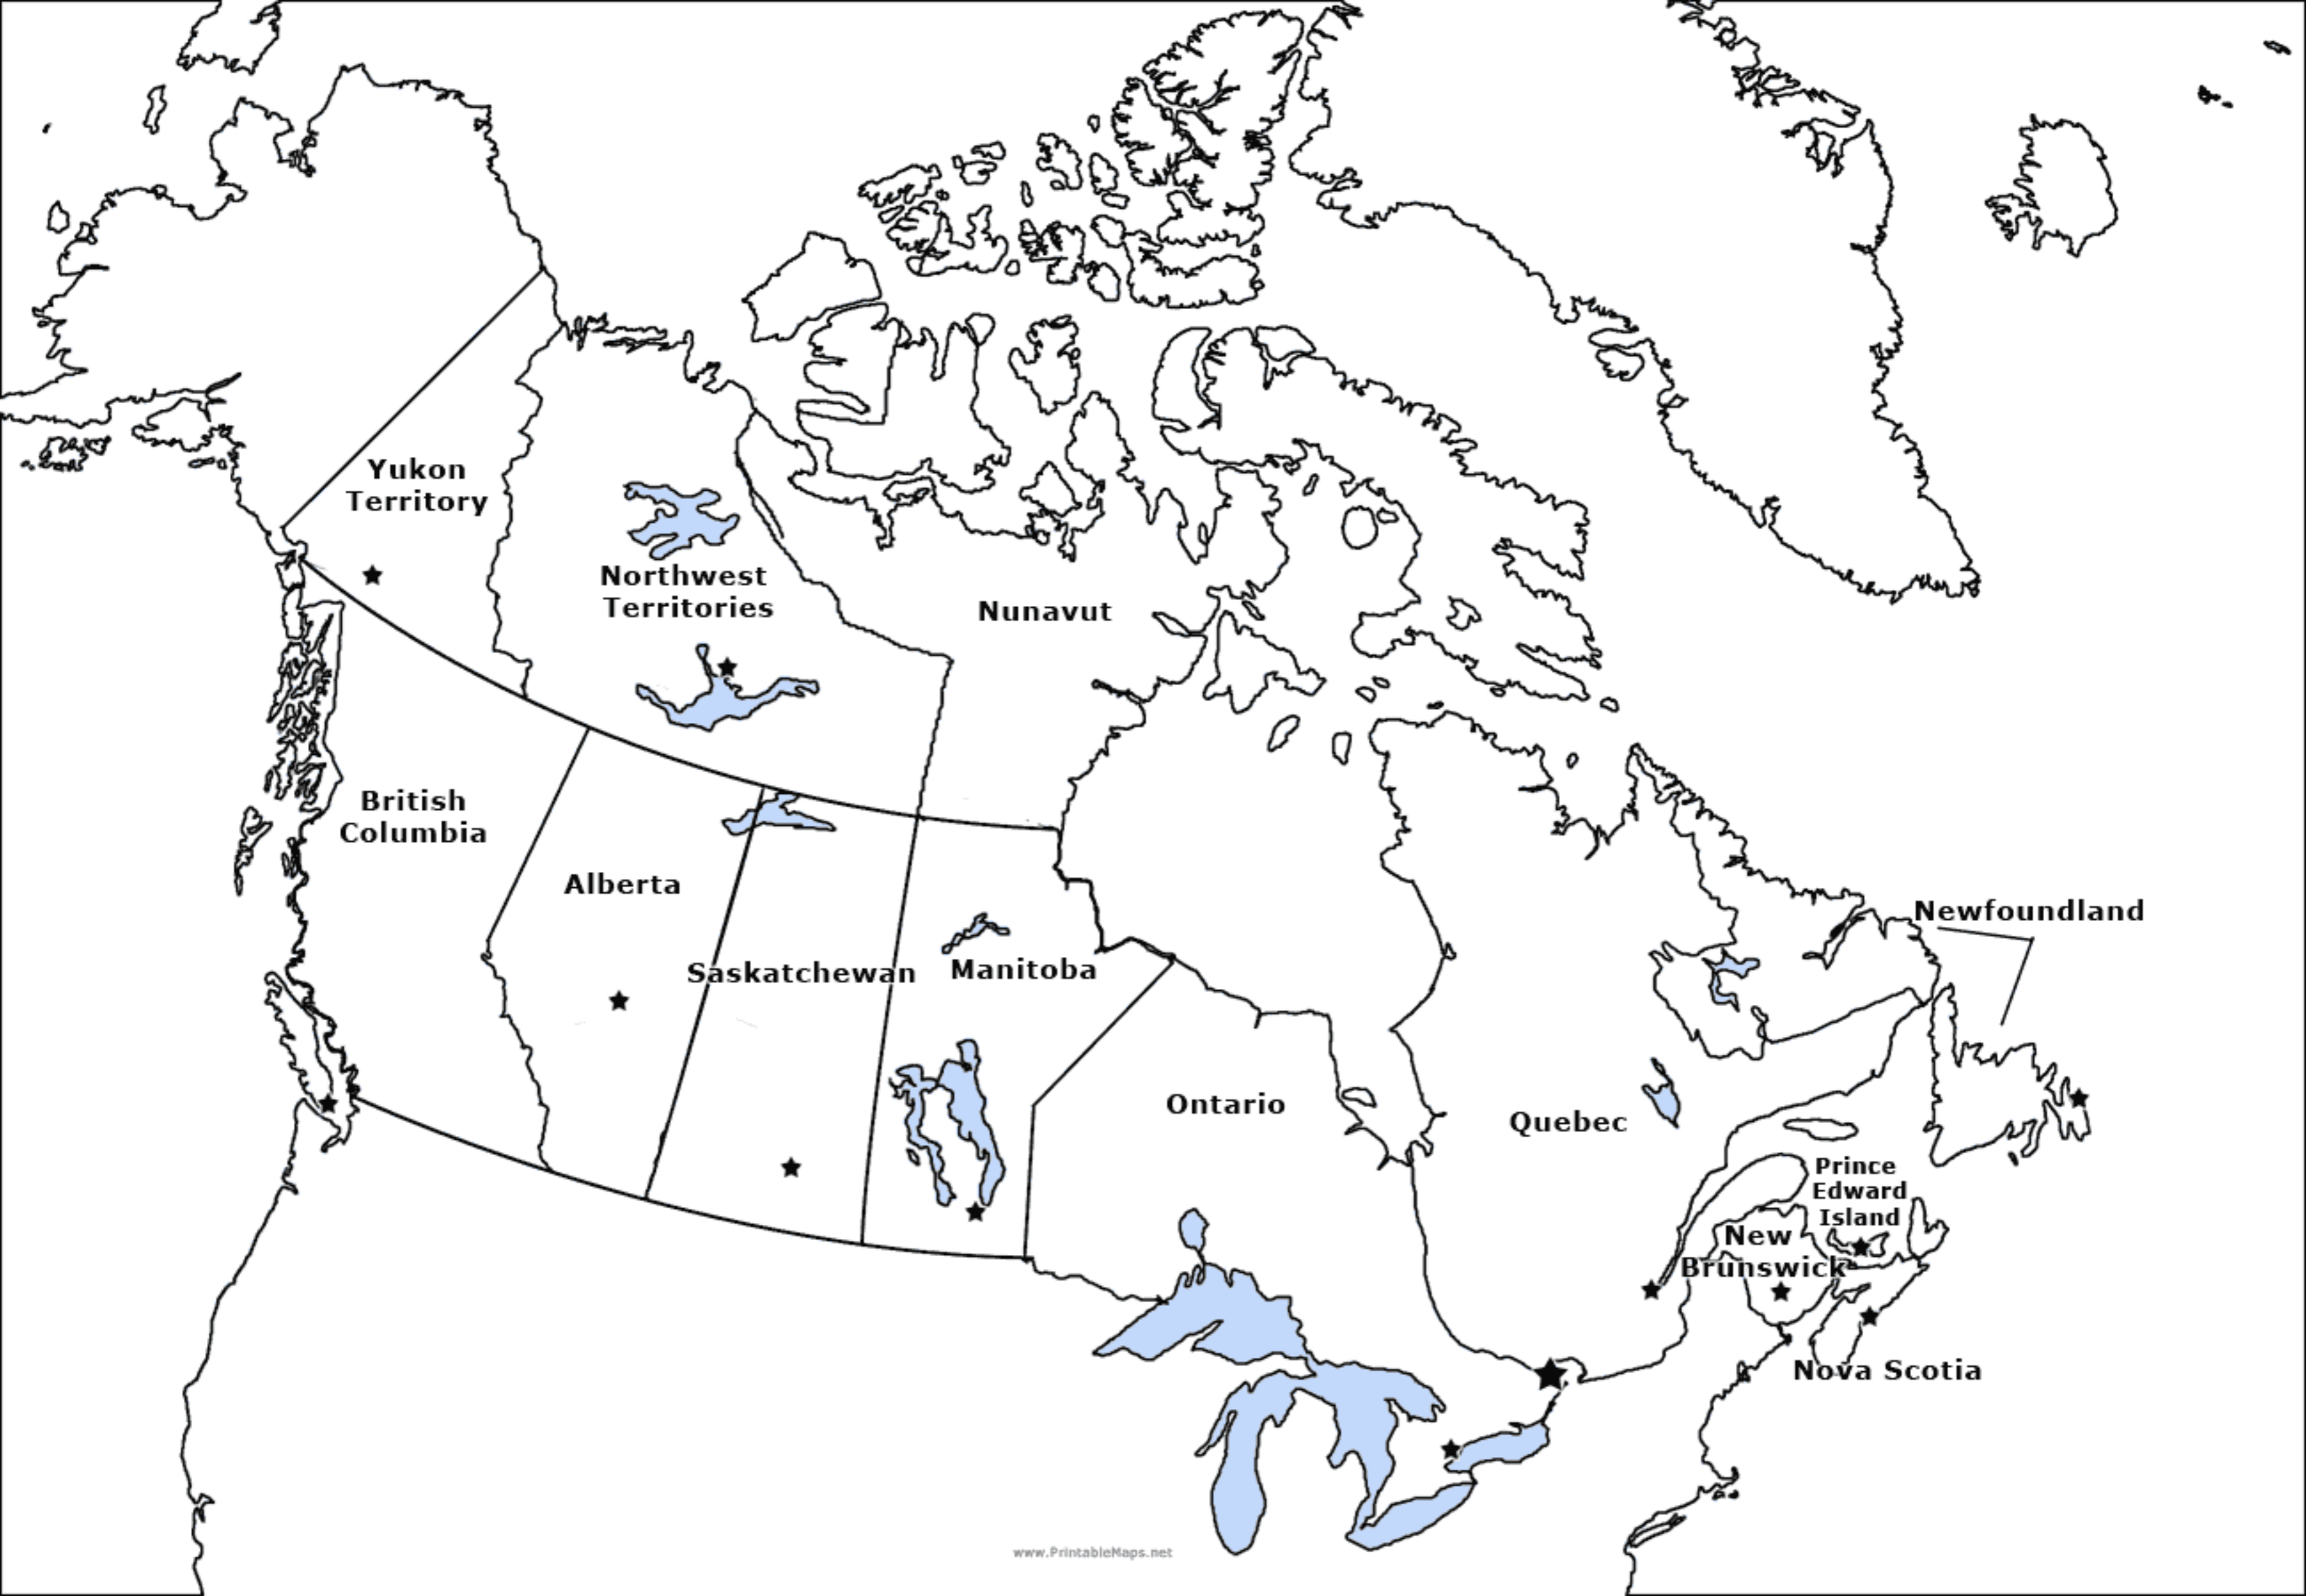 Yukon
Territory
Northwest
Territories
Nunavut
British
Columbia
Alberta
Saskatchewan
Manitoba
Newfoundland
Ontario
Quebec
Prince
Edward
Island
New
Brunswick
Nova Scotia
www.PrintableMaps.net